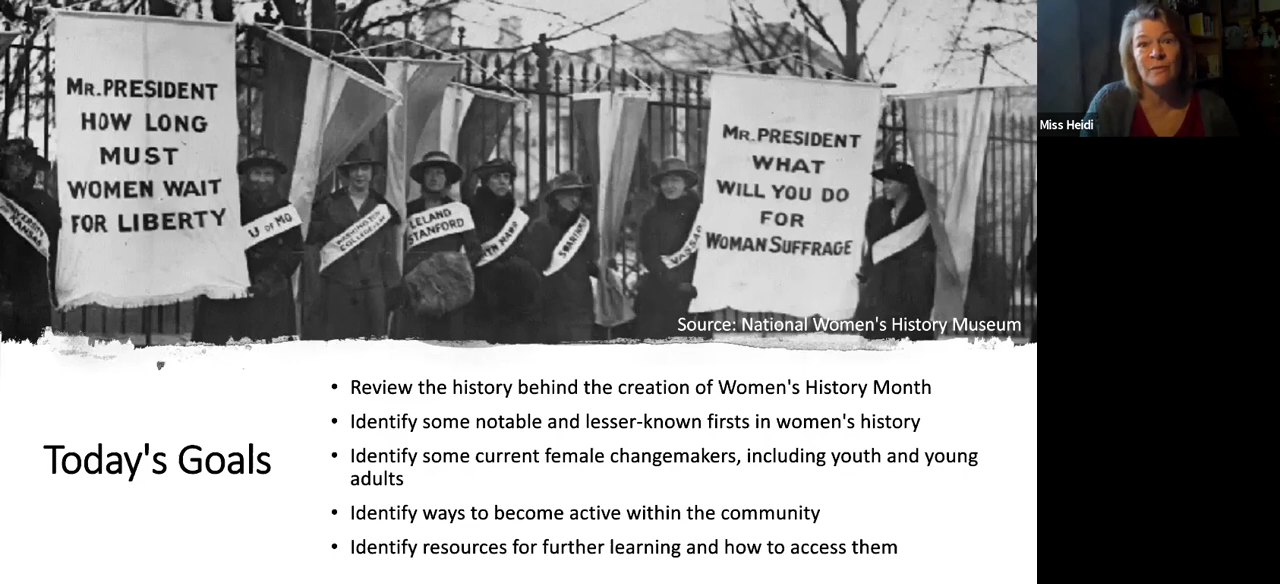 MR. PRESIDENT
HOW LONG
MUST
WOMEN WAIT
FOR LIBERTY
U OF MO
WASHINGTON
COLLEGE
LELAND
STANFORD
VASSAR
MR. PRESIDENT
WHAT
WILL YOU DO
FOR
WOMAN SUFFRAGE
Source: National Women's History Museum
Miss Heidi
Today's Goals
• Review the history behind the creation of Women's History Month
• Identify some notable and lesser-known firsts in women's history
• Identify some current female changemakers, including youth and young
adults
• Identify ways to become active within the community
• Identify resources for further learning and how to access them